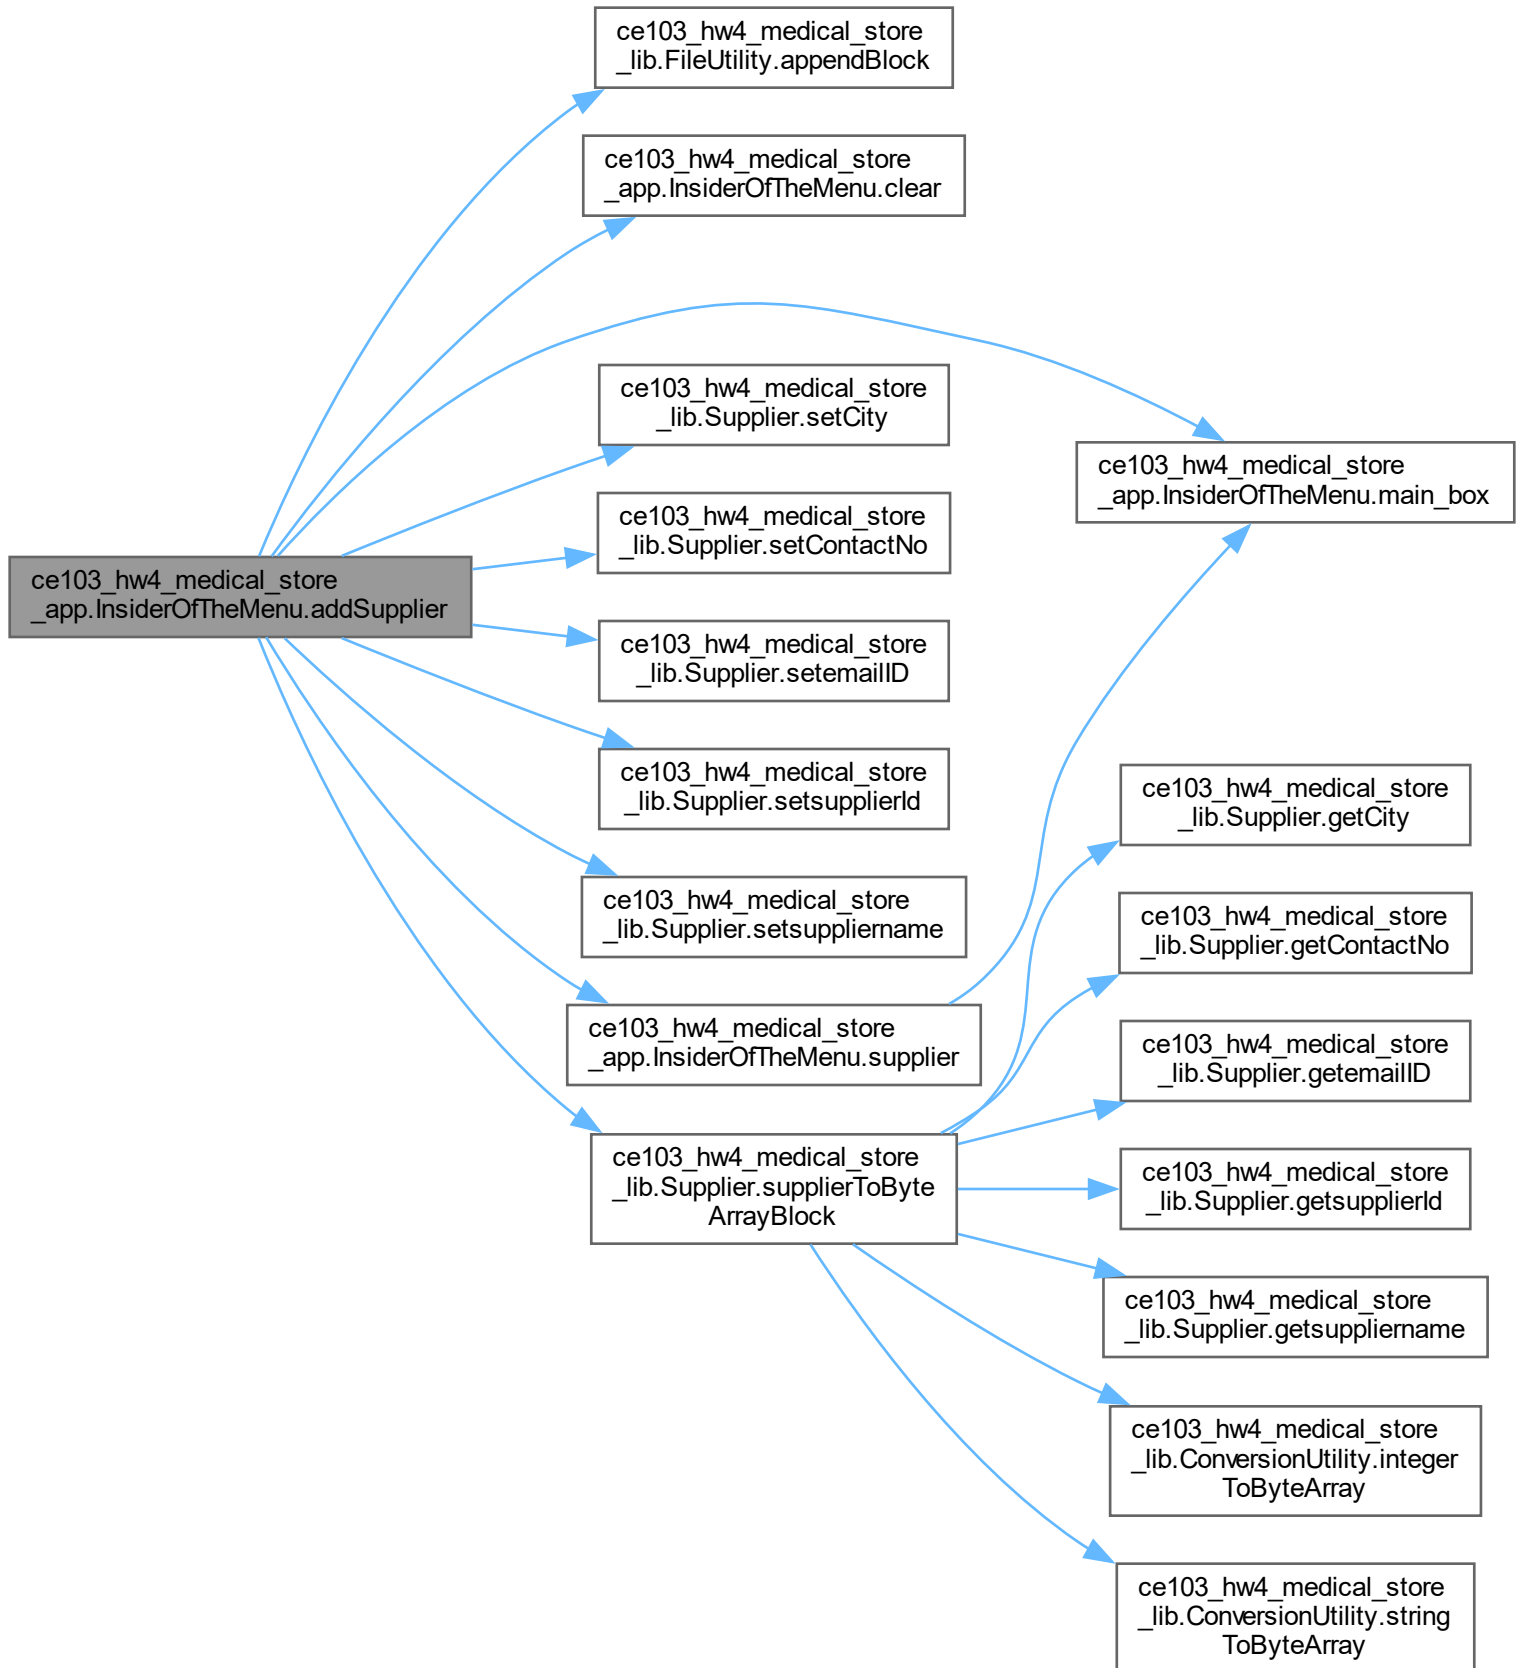 ce103_hw4_medical_store
_lib.FileUtility.appendBlock
ce103_hw4_medical_store
_app.InsiderOfTheMenu.clear
ce103_hw4_medical_store
_lib.Supplier.setCity
ce103_hw4_medical_store
_app.InsiderOfTheMenu.main_box
ce103_hw4_medical_store
_lib.Supplier.setContactNo
ce103_hw4_medical_store
_app.InsiderOfTheMenu.addSupplier
ce103_hw4_medical_store
_lib.Supplier.setemailID
ce103_hw4_medical_store
_lib.Supplier.setsupplierId
ce103_hw4_medical_store
_lib.Supplier.getCity
ce103_hw4_medical_store
_lib.Supplier.setsuppliername
ce103_hw4_medical_store
_lib.Supplier.getContactNo
ce103_hw4_medical_store
_app.InsiderOfTheMenu.supplier
ce103_hw4_medical_store
_lib.Supplier.getemailID
ce103_hw4_medical_store
_lib.Supplier.supplierToByte
ArrayBlock
ce103_hw4_medical_store
_lib.Supplier.getsupplierId
ce103_hw4_medical_store
_lib.Supplier.getsuppliername
ce103_hw4_medical_store
_lib.ConversionUtility.integer
ToByteArray
ce103_hw4_medical_store
_lib.ConversionUtility.string
ToByteArray